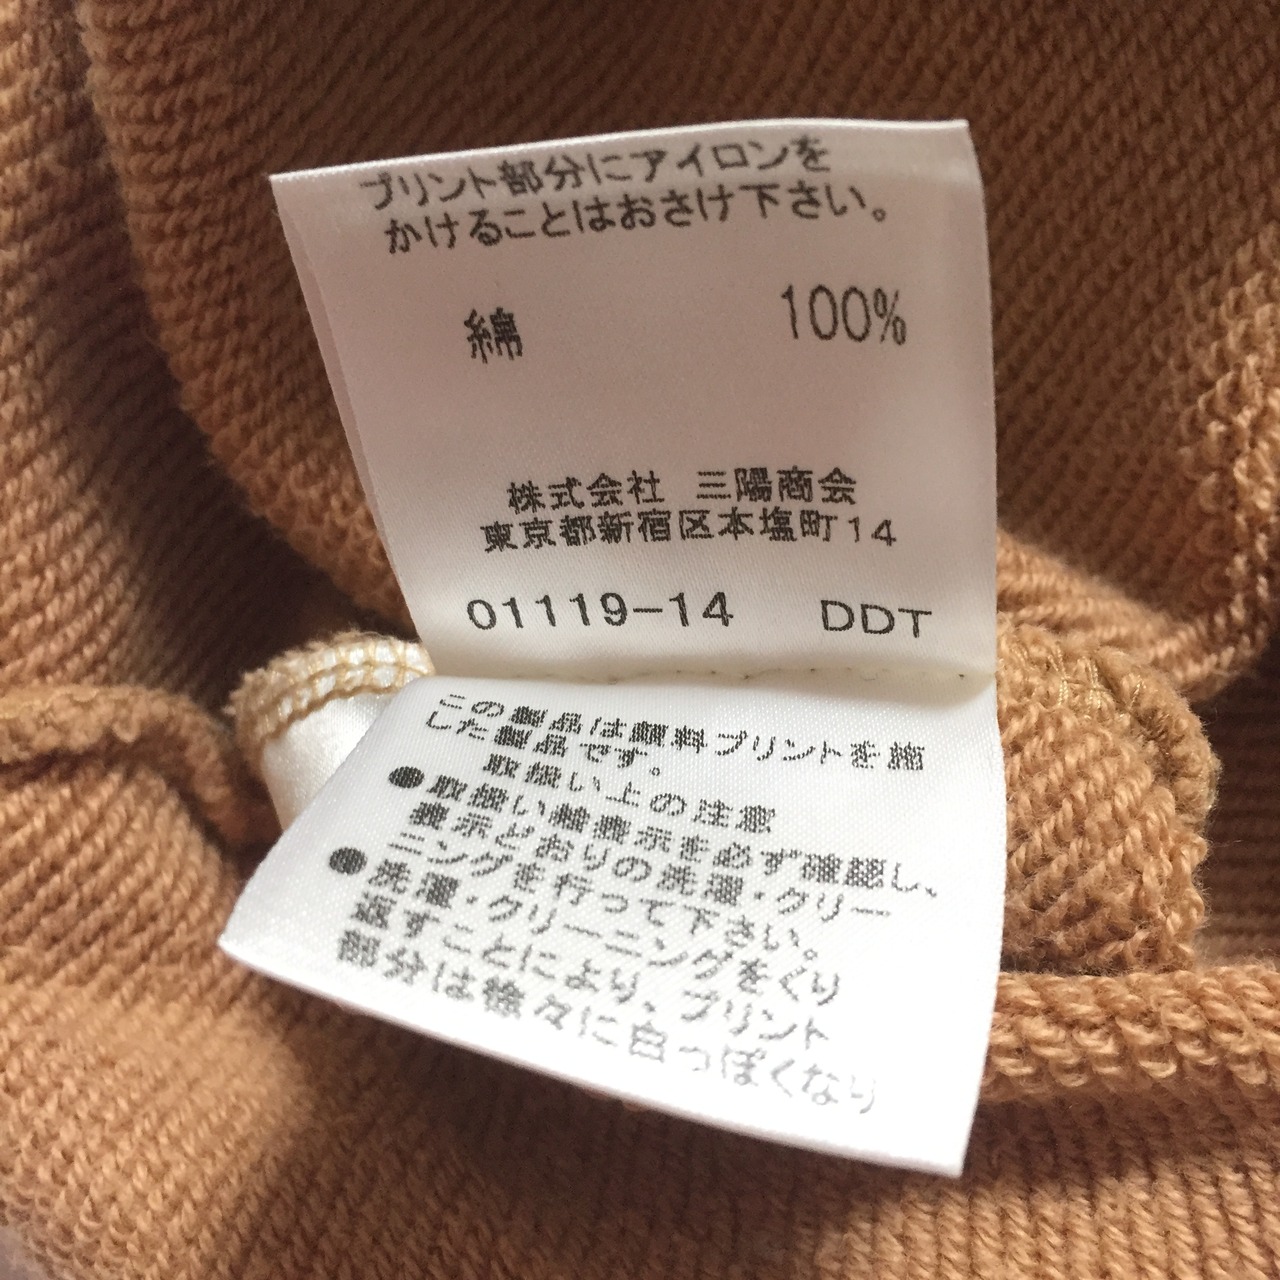 プリント部分にアイロンを
かけることはおさけ下さい。
綿 100%
株式会社 三陽商会
東京都新宿区本塩町14
01119-14 DDT
この製品は顔料プリントを施
した製品です。
取扱い上の注意
●取扱い絵表示を必ず確認し、
表示どおりの洗濯・クリー
ニングを行って下さい。
●洗濯・クリーニングをくり
返すことにより、プリント
部分は徐々に白っぽくなり